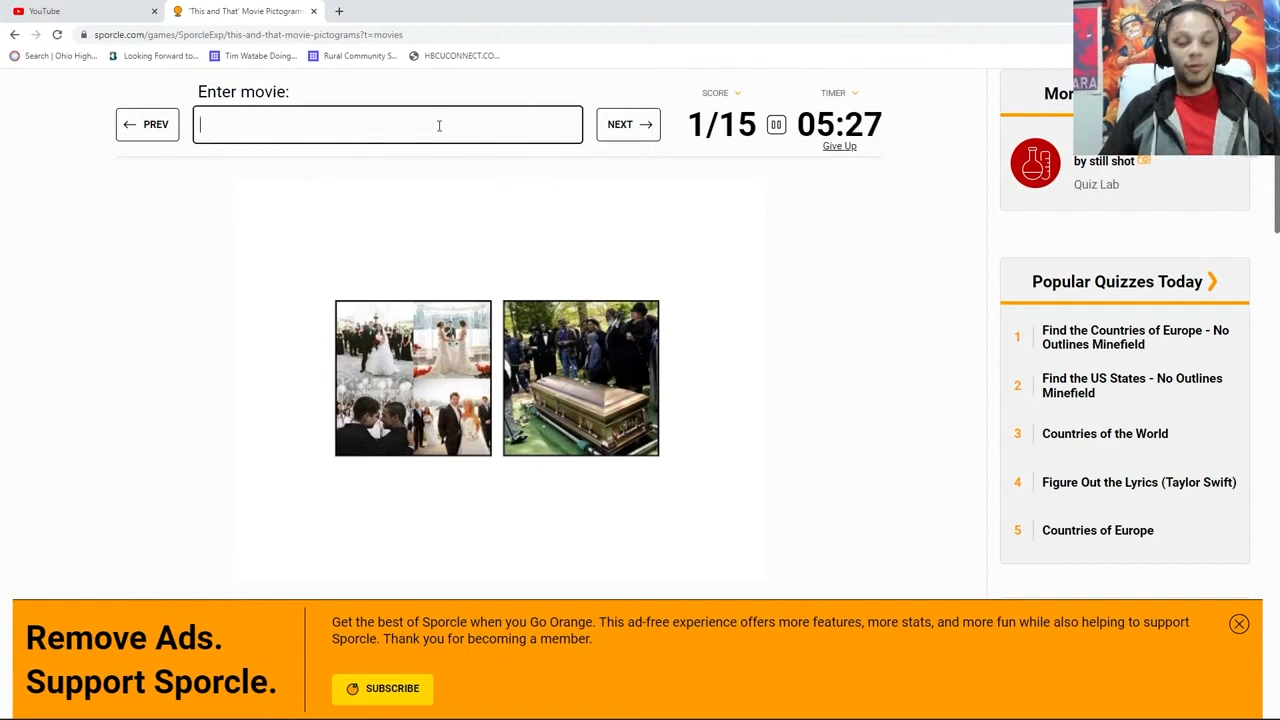 YouTube
'This and That' Movie Pictograms
sporcle.com/games/SporcleExp/this-and-that-movie-pictograms?t=movies
Search | Ohio High...
Looking Forward to...
Tim Watabe Doing...
Rural Community S...
HBCUCONNECT.CO...
Enter movie:
PREV
NEXT
SCORE
1/15
TIMER
05:27
Give Up
Mor
by still shot
Quiz Lab
Popular Quizzes Today
1 Find the Countries of Europe - No
Outlines Minefield
2 Find the US States - No Outlines
Minefield
3 Countries of the World
4 Figure Out the Lyrics (Taylor Swift)
5 Countries of Europe
Remove Ads.
Support Sporcle.
Get the best of Sporcle when you Go Orange. This ad-free experience offers more features, more stats, and more fun while also helping to support
Sporcle. Thank you for becoming a member.
SUBSCRIBE